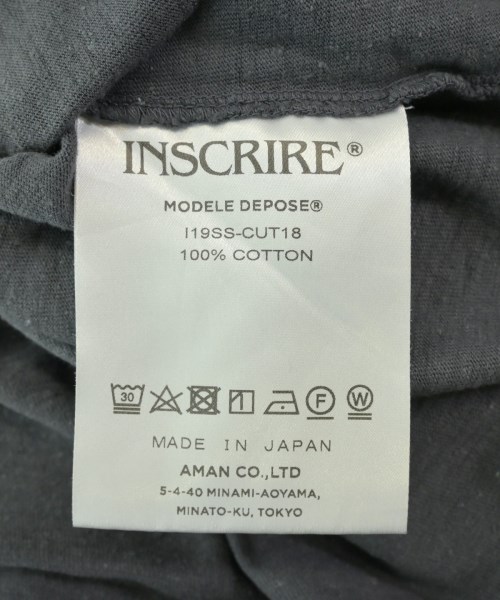 INSCRIRE®
MODELE DEPOSE®
I19SS-CUT18
100% COTTON
30 F W
MADE IN JAPAN
AMAN CO.,LTD
5-4-40 MINAMI-AOYAMA,
MINATO-KU, TOKYO